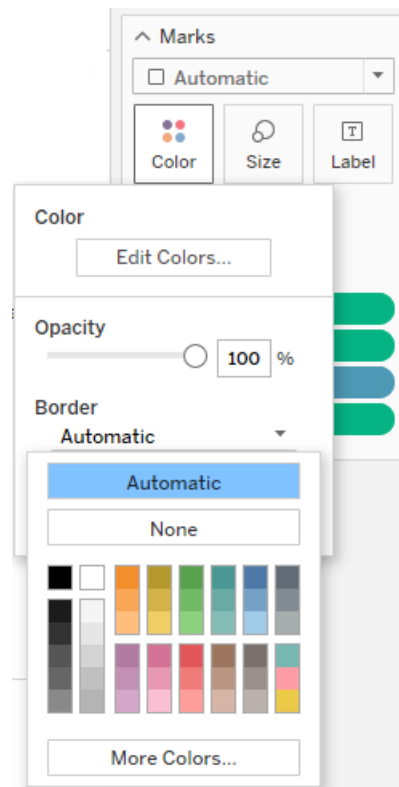 Marks
Automatic
Color Size Label
Color
Edit Colors...
Opacity
100 %
Border
Automatic
Automatic
None
More Colors...